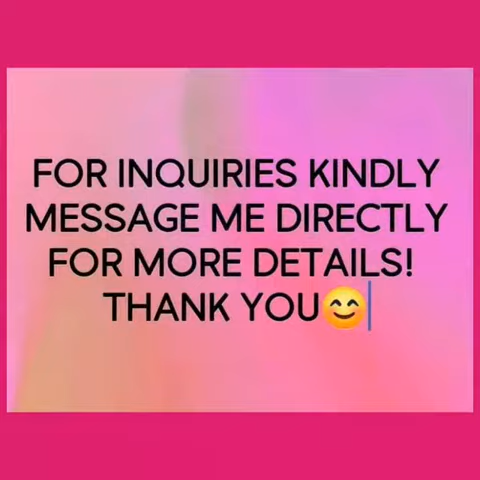 FOR INQUIRIES KINDLY
MESSAGE ME DIRECTLY
FOR MORE DETAILS!
THANK YOU😊